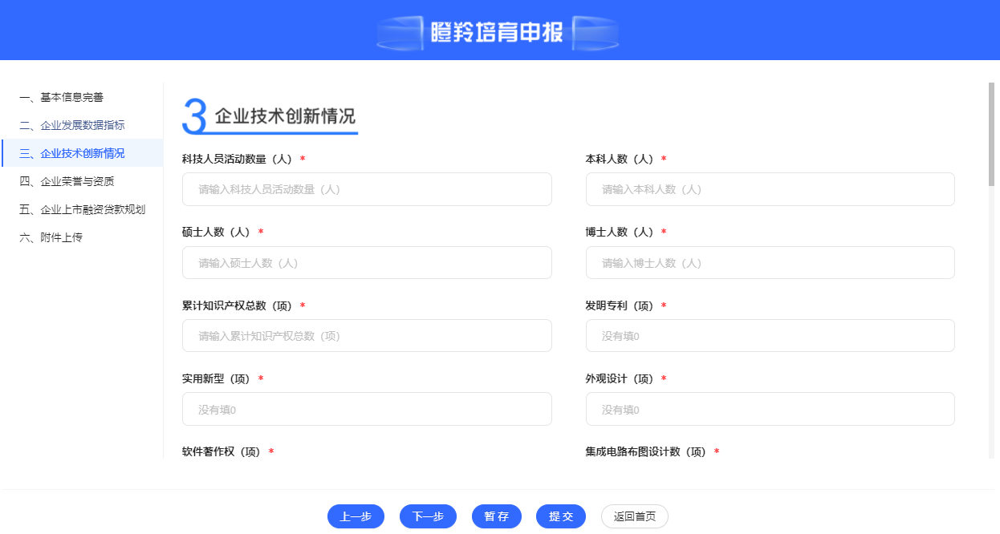 瞪羚培育申报
一、基本信息完善
二、企业发展数据指标
三、企业技术创新情况
四、企业荣誉与资质
五、企业上市融资贷款规划
六、附件上传
3 企业技术创新情况
科技人员活动数量（人） *
请输入科技人员活动数量（人）
本科人数（人） *
请输入本科人数（人）
硕士人数（人） *
请输入硕士人数（人）
博士人数（人） *
请输入博士人数（人）
累计知识产权总数（项） *
请输入累计知识产权总数（项）
发明专利（项） *
没有填0
实用新型（项） *
没有填0
外观设计（项） *
没有填0
软件著作权（项） *
集成电路布图设计数（项） *
上一步
下一步
暂存
提交
返回首页